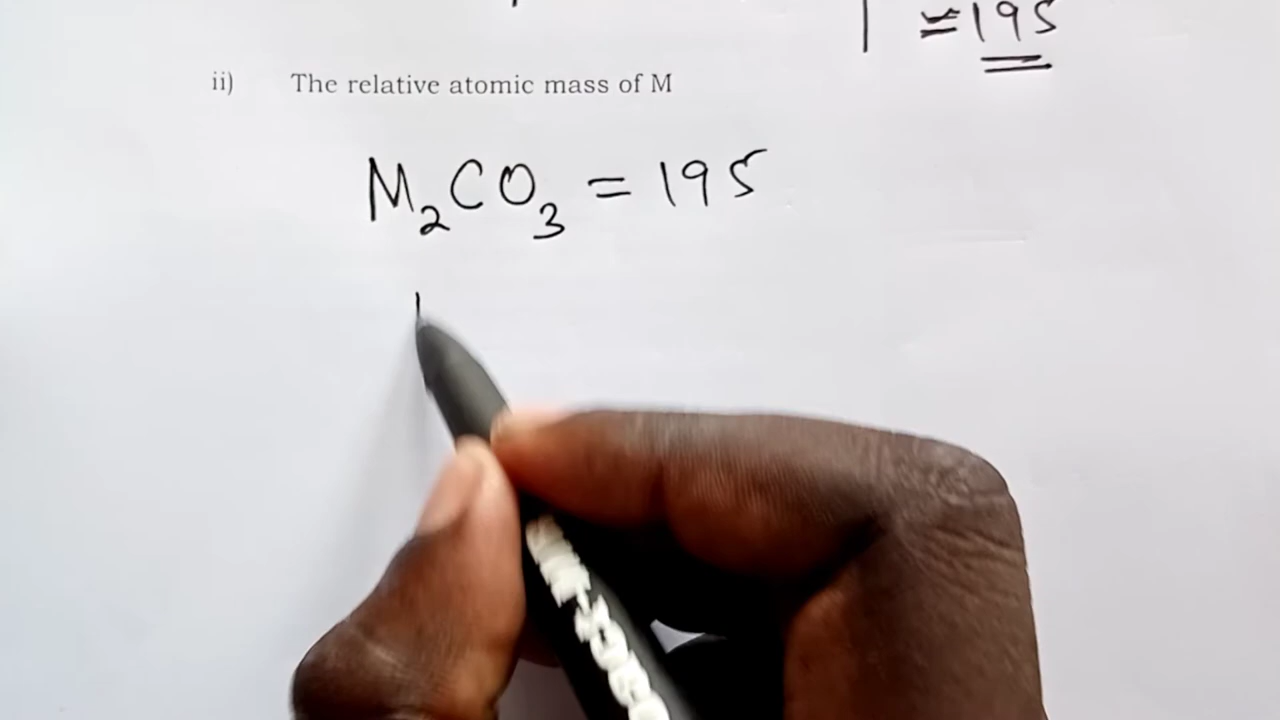 ≃195
ii) The relative atomic mass of M
M₂CO₃ = 195